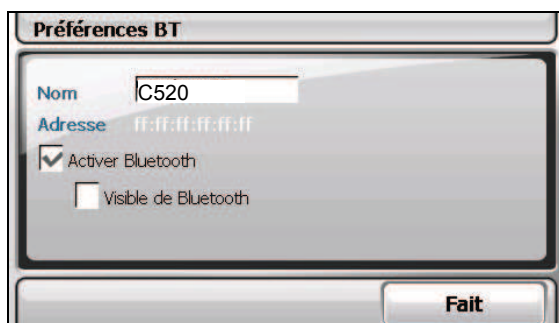 Préférences BT
Nom C520
Adresse ff:ff:ff:ff:ff:ff
Activer Bluetooth
Visible de Bluetooth
Fait